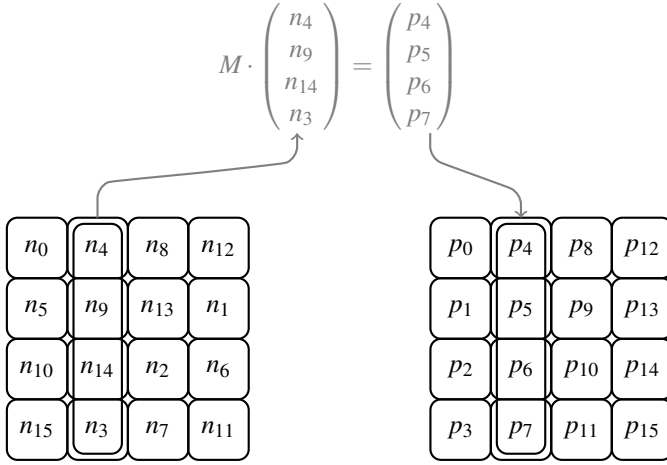 M · ( n4 n9 n14 n3 ) = ( p4 p5 p6 p7 )
n0 n4 n8 n12
n5 n9 n13 n1
n10 n14 n2 n6
n15 n3 n7 n11
p0 p4 p8 p12
p1 p5 p9 p13
p2 p6 p10 p14
p3 p7 p11 p15